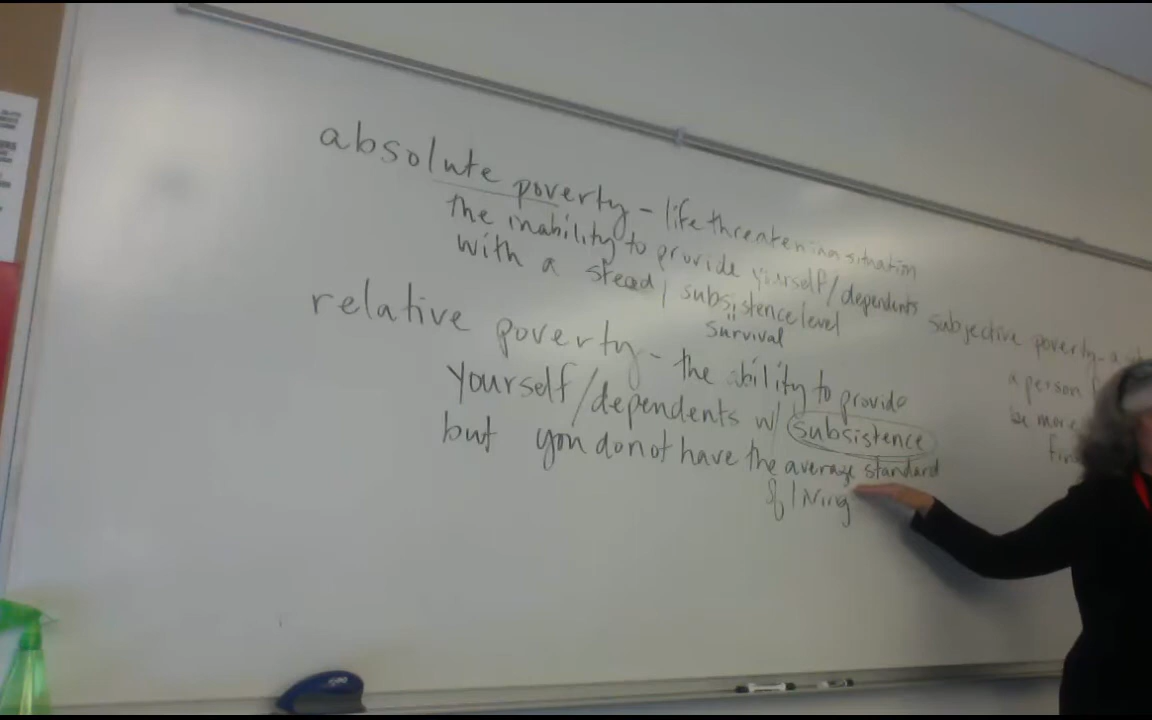 absolute poverty - life threatening situation
the inability to provide yourself/dependents
with a steady subsistence level
"
survival
relative poverty - the ability to provide
yourself/dependents w/ subsistence
but you do not have the average standard
of living
subjective poverty - a
a person
be more